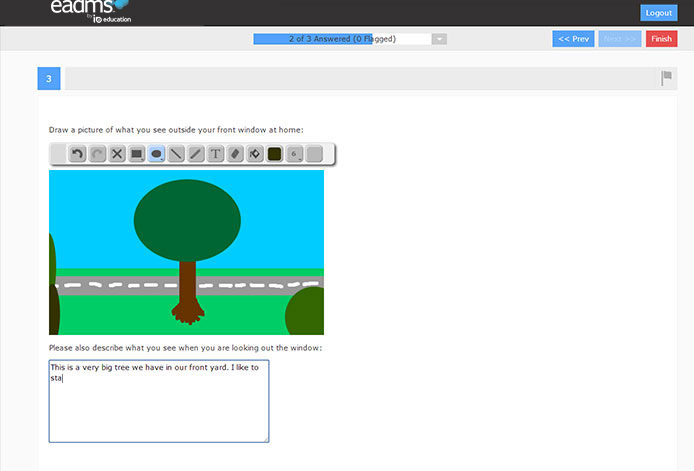 eadms
by io education
Logout
2 of 3 Answered (0 Flagged)
<< Prev
Next >>
Finish
3
Draw a picture of what you see outside your front window at home:
T
6
Please also describe what you see when you are looking out the window:
This is a very big tree we have in our front yard. I like to
sta